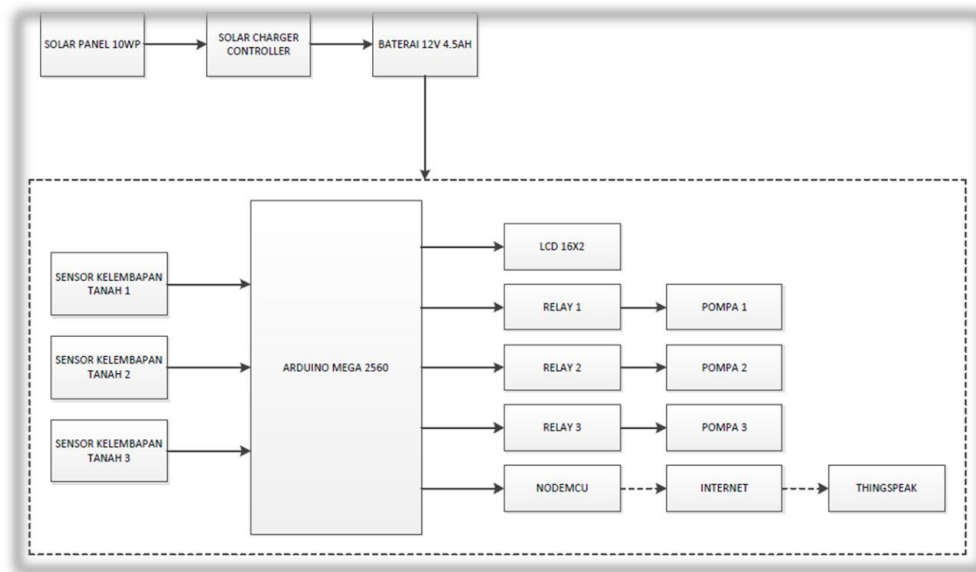 SOLAR PANEL 10WP
SOLAR CHARGER
CONTROLLER
BATERAI 12V 4.5AH
SENSOR KELEMBAPAN
TANAH 1
SENSOR KELEMBAPAN
TANAH 2
SENSOR KELEMBAPAN
TANAH 3
ARDUINO MEGA 2560
LCD 16X2
RELAY 1
POMPA 1
RELAY 2
POMPA 2
RELAY 3
POMPA 3
NODEMCU
INTERNET
THINGSPEAK